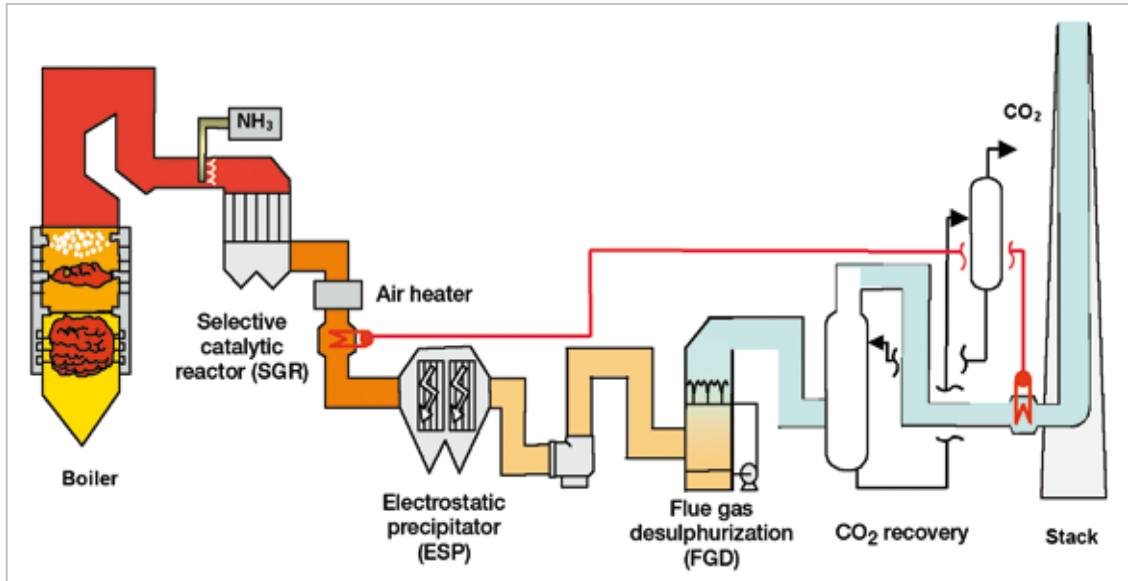 NH₃
CO₂
Air heater
Selective
catalytic
reactor (SGR)
Boiler
Electrostatic
precipitator
(ESP)
Flue gas
desulphurization
(FGD)
CO₂ recovery
Stack